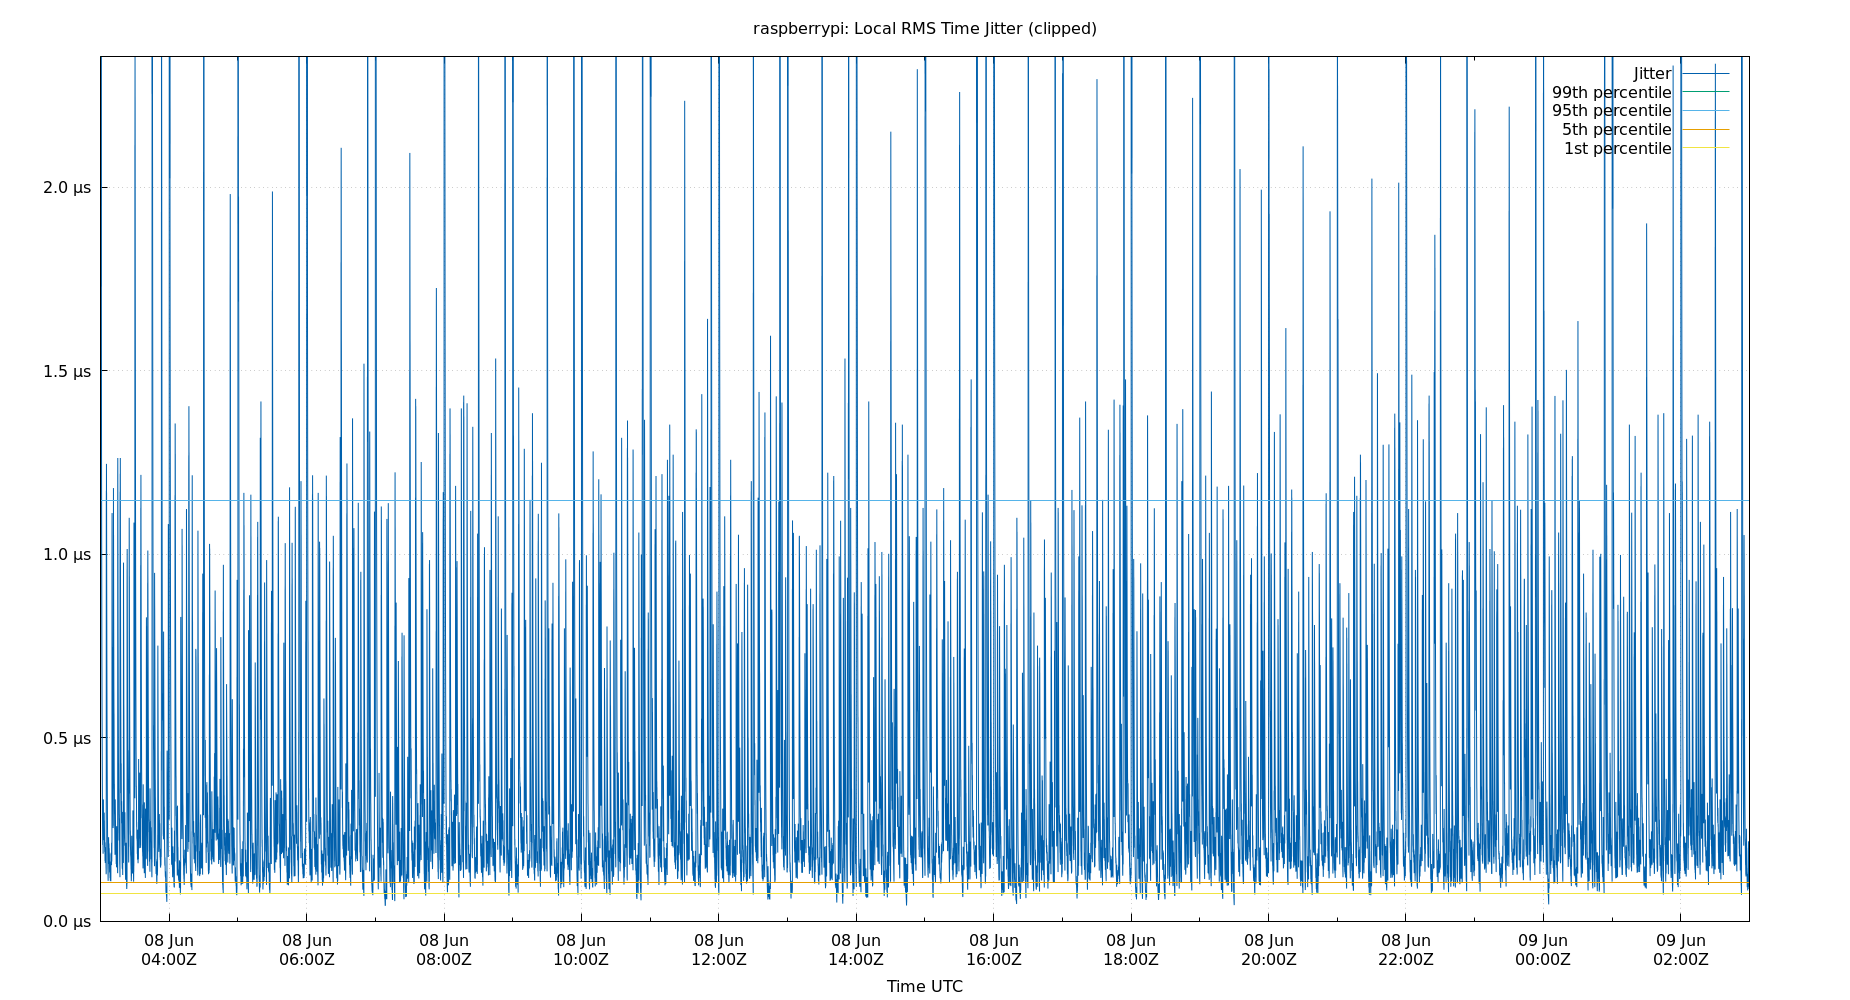 raspberrypi: Local RMS Time Jitter (clipped)
Jitter
99th percentile
95th percentile
5th percentile
1st percentile
2.0 µs
1.5 µs
1.0 µs
0.5 µs
0.0 µs
08 Jun 08 Jun 08 Jun 08 Jun 08 Jun 08 Jun 08 Jun 08 Jun 08 Jun 08 Jun 09 Jun 09 Jun
04:00Z 06:00Z 08:00Z 10:00Z 12:00Z 14:00Z 16:00Z 18:00Z 20:00Z 22:00Z 00:00Z 02:00Z
Time UTC